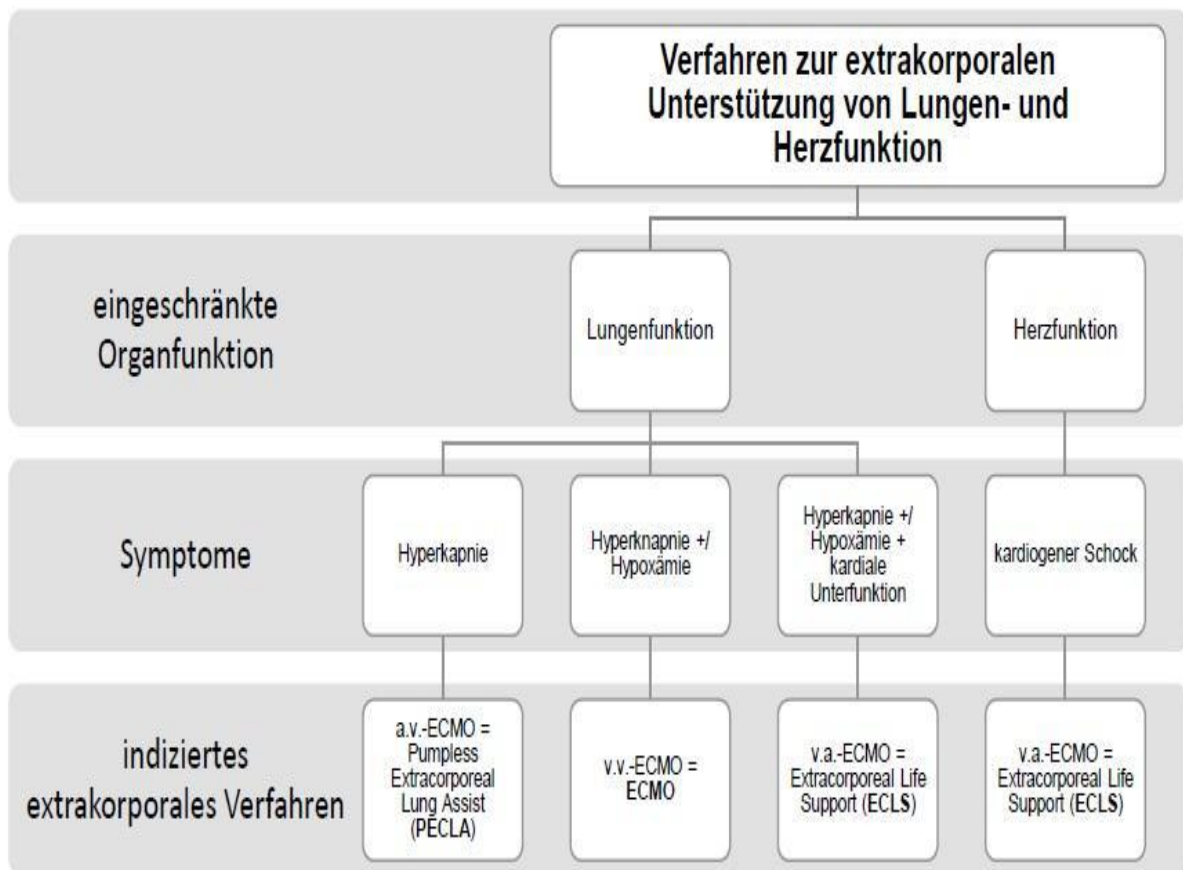 Verfahren zur extrakorporalen
Unterstützung von Lungen- und
Herzfunktion
eingeschränkte
Organfunktion
Lungenfunktion
Herzfunktion
Symptome
Hyperkapnie
Hyperknapnie +/
Hypoxämie
Hyperkapnie +/
Hypoxämie +
kardiale
Unterfunktion
kardiogener Schock
indiziertes
extrakorporales Verfahren
a.v.-ECMO =
Pumpless
Extracorporeal
Lung Assist
(PECLA)
v.v.-ECMO =
ECMO
v.a.-ECMO =
Extracorporeal Life
Support (ECLS)
v.a.-ECMO =
Extracorporeal Life
Support (ECLS)